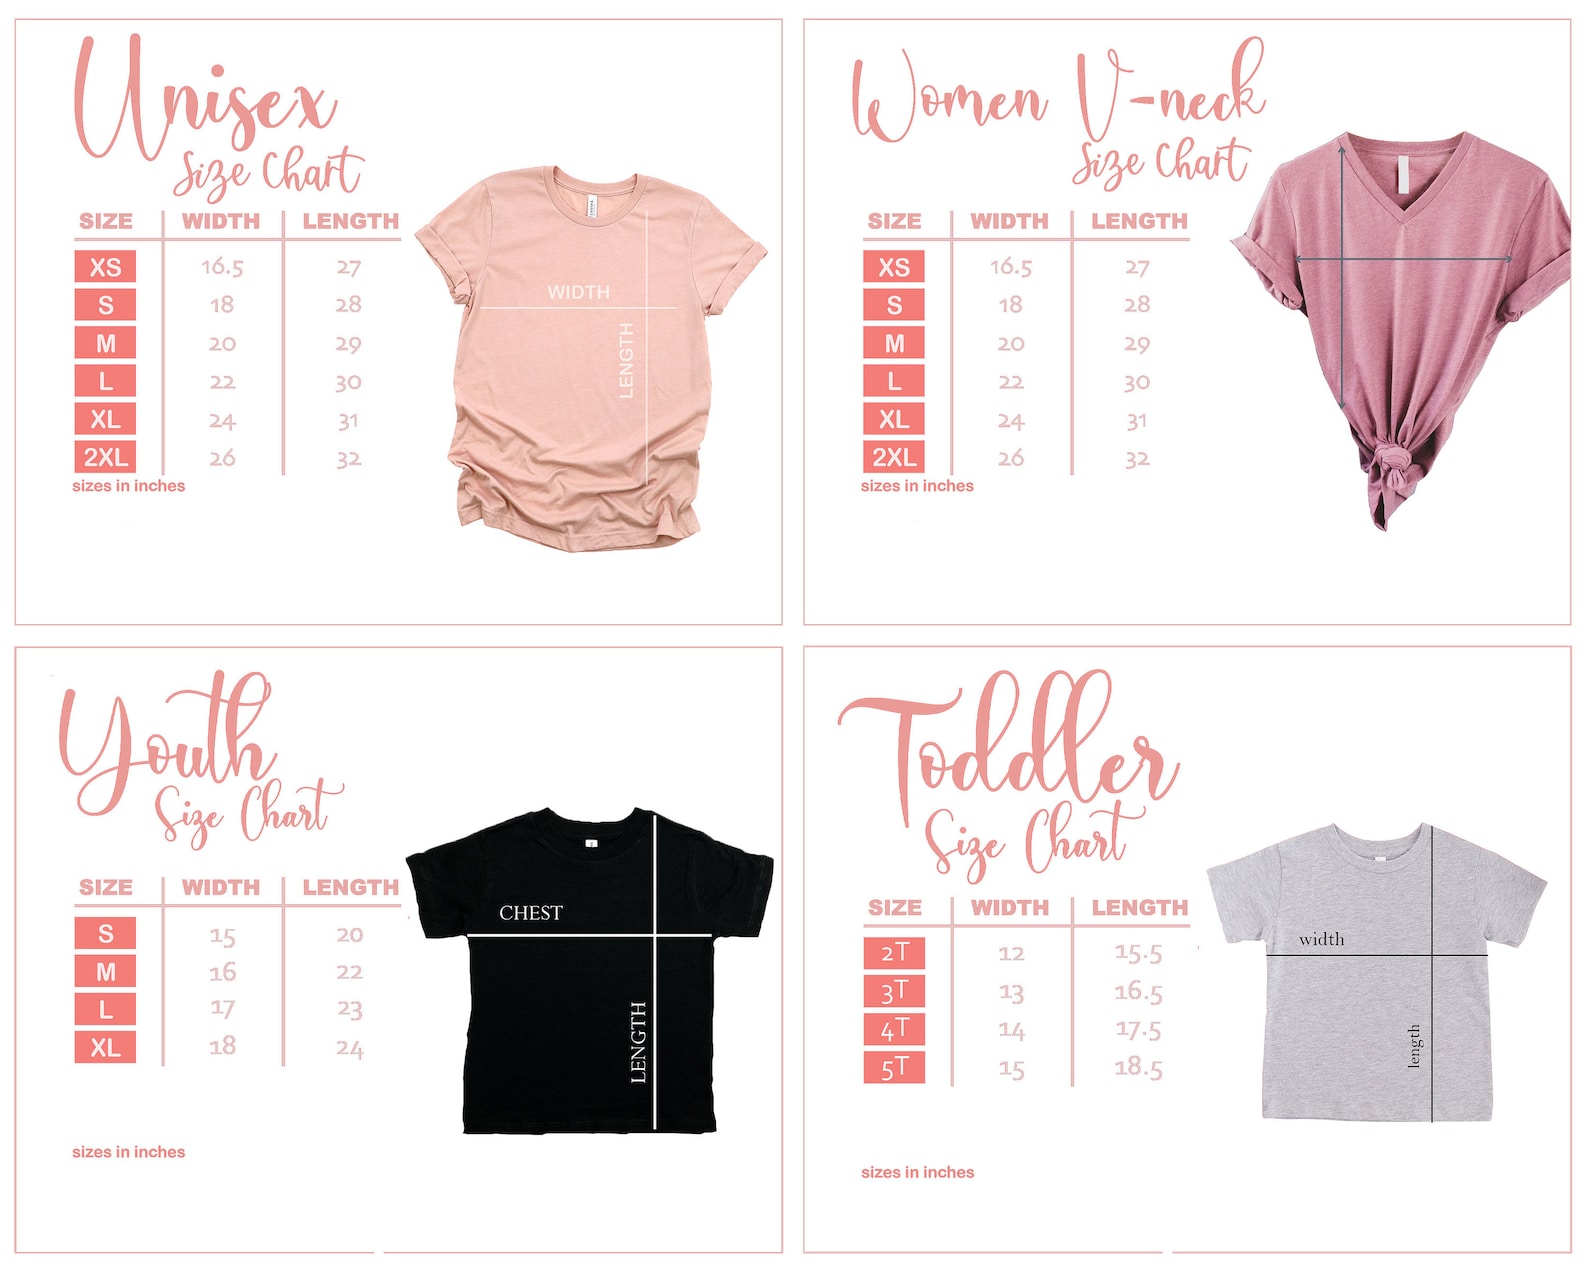 Unisex
Size Chart
SIZE WIDTH LENGTH
XS 16.5 27
S 18 28
M 20 29
L 22 30
XL 24 31
2XL 26 32
sizes in inches
WIDTH
LENGTH
Women V-neck
Size Chart
SIZE WIDTH LENGTH
XS 16.5 27
S 18 28
M 20 29
L 22 30
XL 24 31
2XL 26 32
sizes in inches
Youth
Size Chart
SIZE WIDTH LENGTH
S 15 20
M 16 22
L 17 23
XL 18 24
sizes in inches
CHEST
LENGTH
Toddler
Size Chart
SIZE WIDTH LENGTH
2T 12 15.5
3T 13 16.5
4T 14 17.5
5T 15 18.5
sizes in inches
width
length